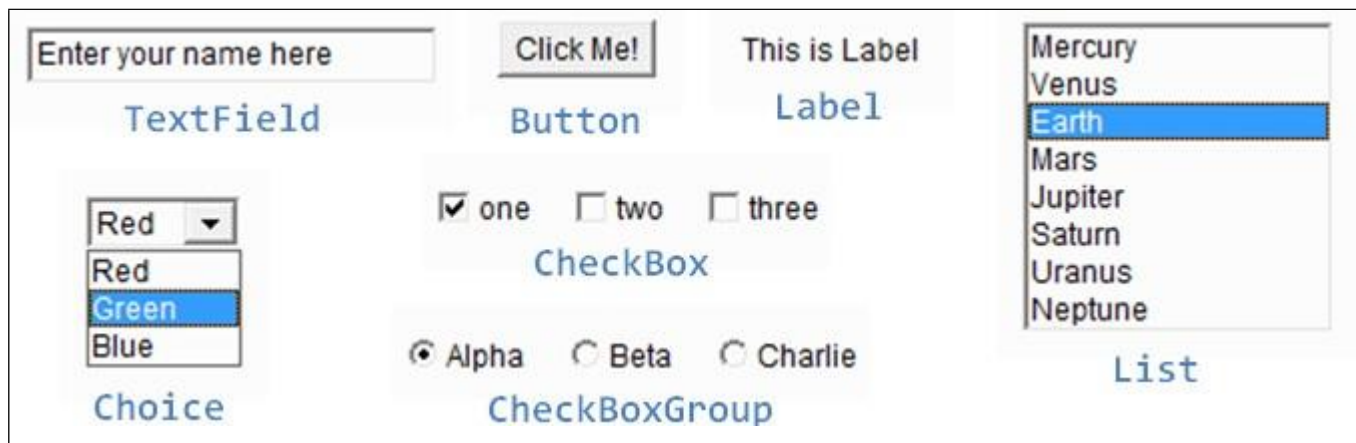 Enter your name here
TextField
Click Me!
Button
This is Label
Label
Mercury
Venus
Earth
Mars
Jupiter
Saturn
Uranus
Neptune
List
Red
Red
Green
Blue
Choice
one two three
CheckBox
Alpha Beta Charlie
CheckBoxGroup